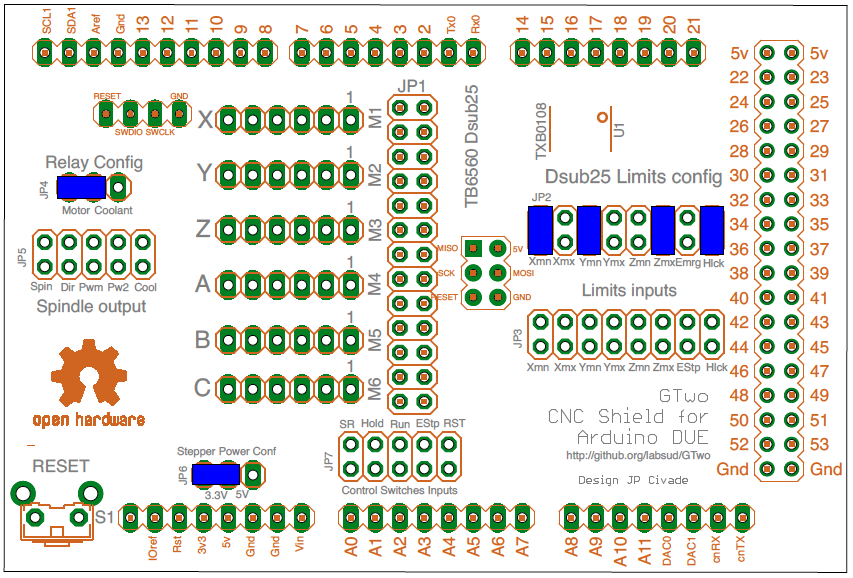 SCL1 SDA1 Aref Gnd 13 12 11 10 9 8 7 6 5 4 3 2 Tx0 Rx0 14 15 16 17 18 19 20 21
5v 5v
22 23
24 25
26 27
28 29
30 31
32 33
34 35
36 37
38 39
40 41
42 43
44 45
46 47
48 49
50 51
52 53
Gnd Gnd
RESET GND
SWDIO SWCLK
Relay Config
JP4
Motor Coolant
JP5
Spin Dir Pwm Pw2 Cool
Spindle output
open hardware
RESET
S1
X 1 M1
Y 1 M2
Z 1 M3
A 1 M4
B 1 M5
C 1 M6
JP1
TB6560 Dsub25
TXB0108
U1
MISO 5V
SCK MOSI
RESET GND
Dsub25 Limits config
JP2
Xmn Xmx Ymn Ymx Zmn Zmx Emrg Hlck
Limits inputs
JP3
Xmn Xmx Ymn Ymx Zmn Zmx EStp Hlck
GTwo
CNC Shield for
Arduino DUE
http://github.org/labsud/GTwo
Design JP Civade
Stepper Power Conf
JP6
3.3V 5V
SR Hold Run EStp RST
JP7
Control Switches Inputs
IOref Rst 3v3 5v Gnd Gnd Vin A0 A1 A2 A3 A4 A5 A6 A7 A8 A9 A10 A11 DAC0 DAC1 cnRX cnTX